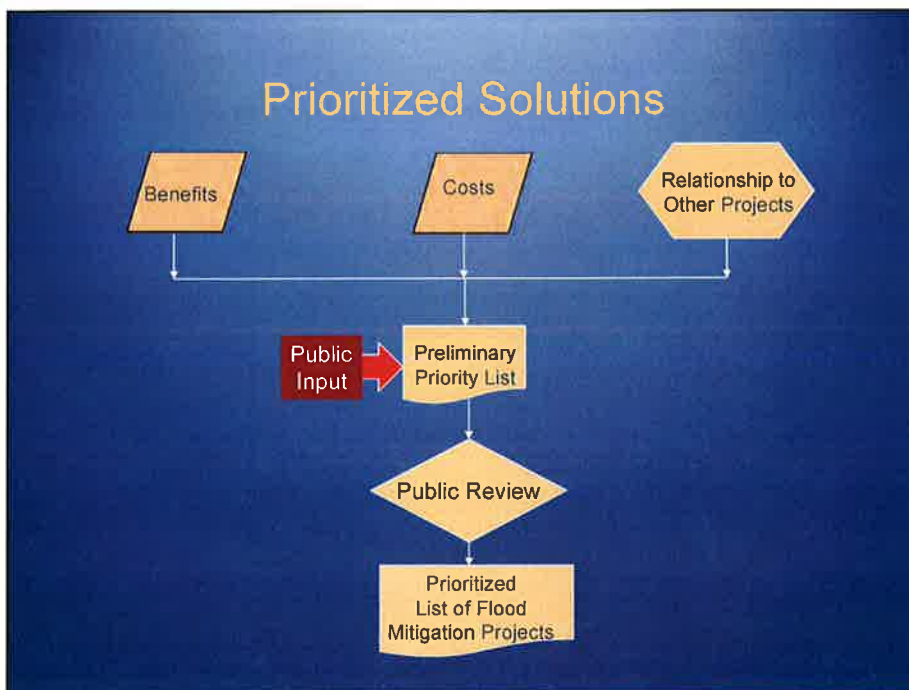 Prioritized Solutions
Benefits
Costs
Relationship to
Other Projects
Public
Input
Preliminary
Priority List
Public Review
Prioritized
List of Flood
Mitigation Projects